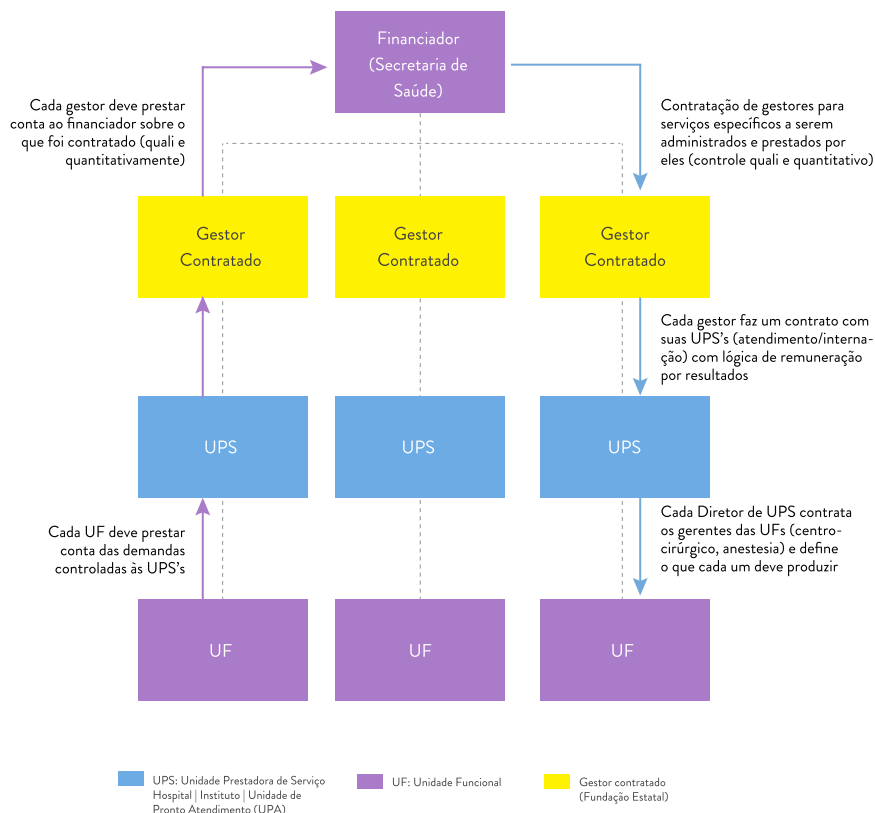 Financiador
(Secretaria de
Saúde)
Cada gestor deve prestar
conta ao financiador sobre o
que foi contratado (quali e
quantitativamente)
Contratação de gestores para
serviços específicos a serem
administrados e prestados por
eles (controle quali e quantitativo)
Gestor
Contratado
Gestor
Contratado
Gestor
Contratado
Cada gestor faz um contrato com
suas UPS's (atendimento/interna-
ção) com lógica de remuneração
por resultados
UPS
UPS
UPS
Cada UF deve prestar
conta das demandas
controladas às UPS's
Cada Diretor de UPS contrata
os gerentes das UFs (centro-
cirúrgico, anestesia) e define
o que cada um deve produzir
UF
UF
UF
UPS: Unidade Prestadora de Serviço
Hospital | Instituto | Unidade de
Pronto Atendimento (UPA)
UF: Unidade Funcional
Gestor contratado
(Fundação Estatal)